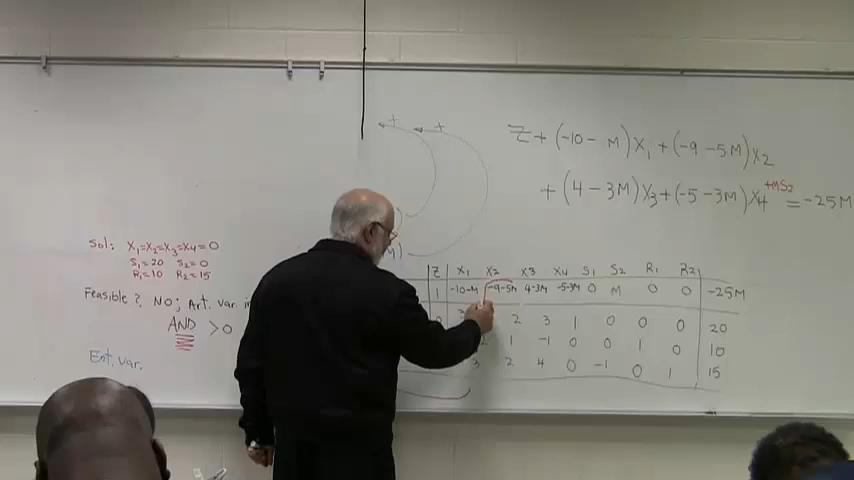 Z + (-10 - M)X₁ + (-9 -5M)X₂
+ (4 - 3M)X₃ + (-5 -3M)X₄ +MS₂ = -25M
Sol: X₁=X₂=X₃=X₄=0
S₁=20 S₂=0
R₁=10 R₂=15
Feasible? NO; Art. var. i
AND >0
Ent. var.
Z X₁ X₂ X₃ X₄ S₁ S₂ R₁ R₂
1 -10-M -9-5M 4-3M -5-3M 0 M 0 0 -25M
0 2 3 1 0 0 0 0 20
1 -1 0 0 1 0 10
3 2 4 0 -1 0 1 15